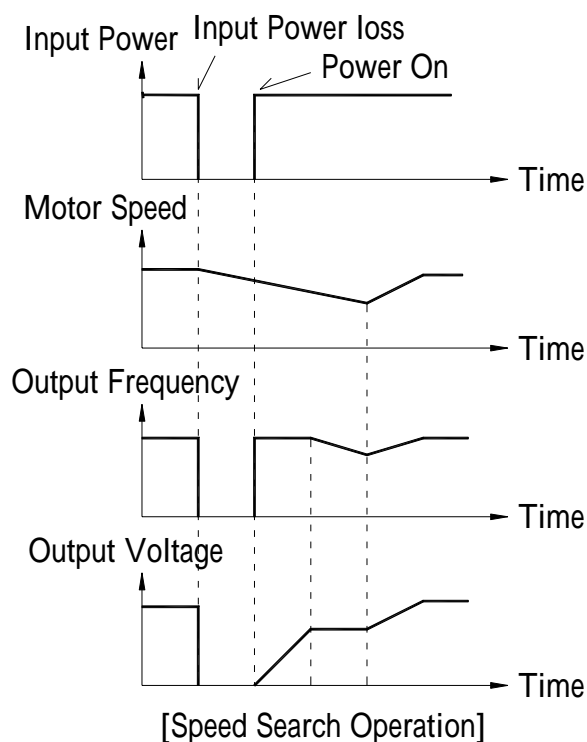 Input Power loss
Input Power
Power On
Time
Motor Speed
Time
Output Frequency
Time
Output Voltage
Time
[Speed Search Operation]